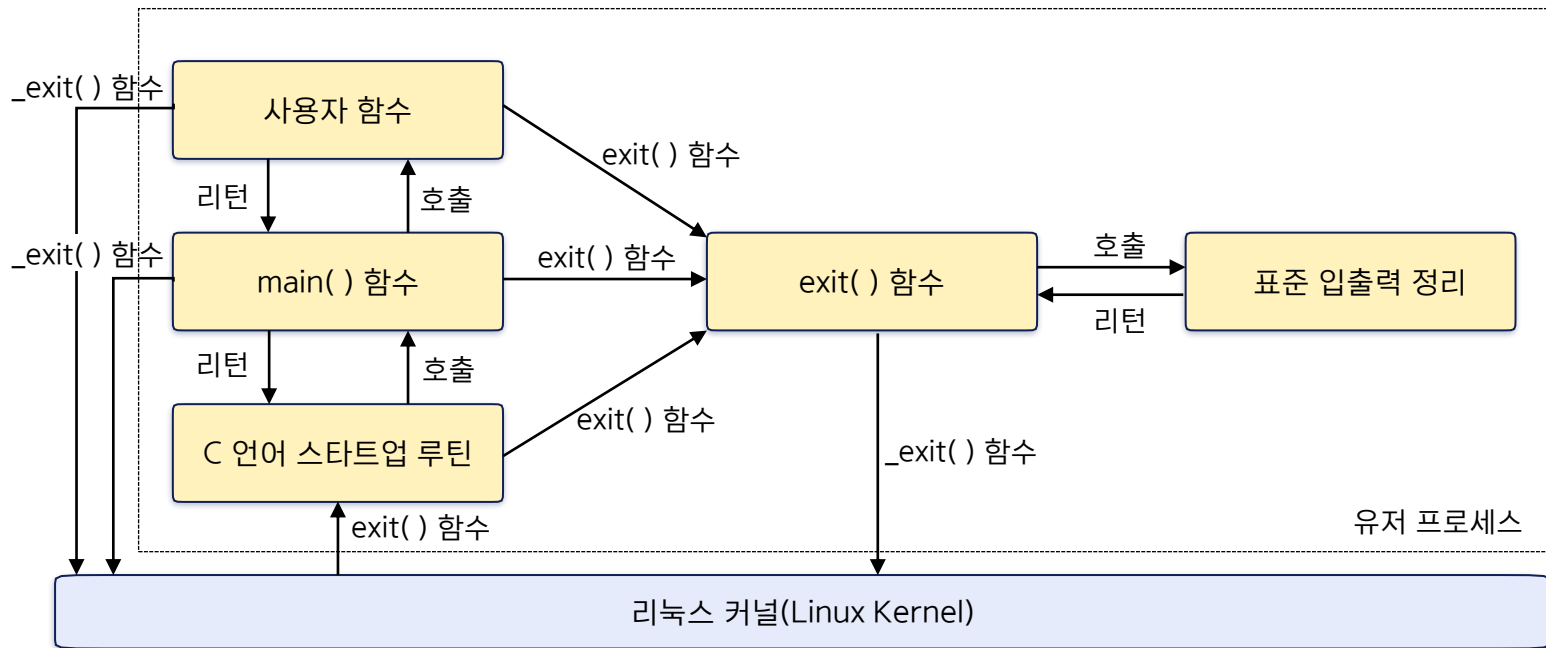 _exit( ) 함수
사용자 함수
exit( ) 함수
리턴
호출
_exit( ) 함수
main( ) 함수
exit( ) 함수
exit( ) 함수
호출
리턴
표준 입출력 정리
리턴
호출
exit( ) 함수
C 언어 스타트업 루틴
_exit( ) 함수
exit( ) 함수
유저 프로세스
리눅스 커널(Linux Kernel)